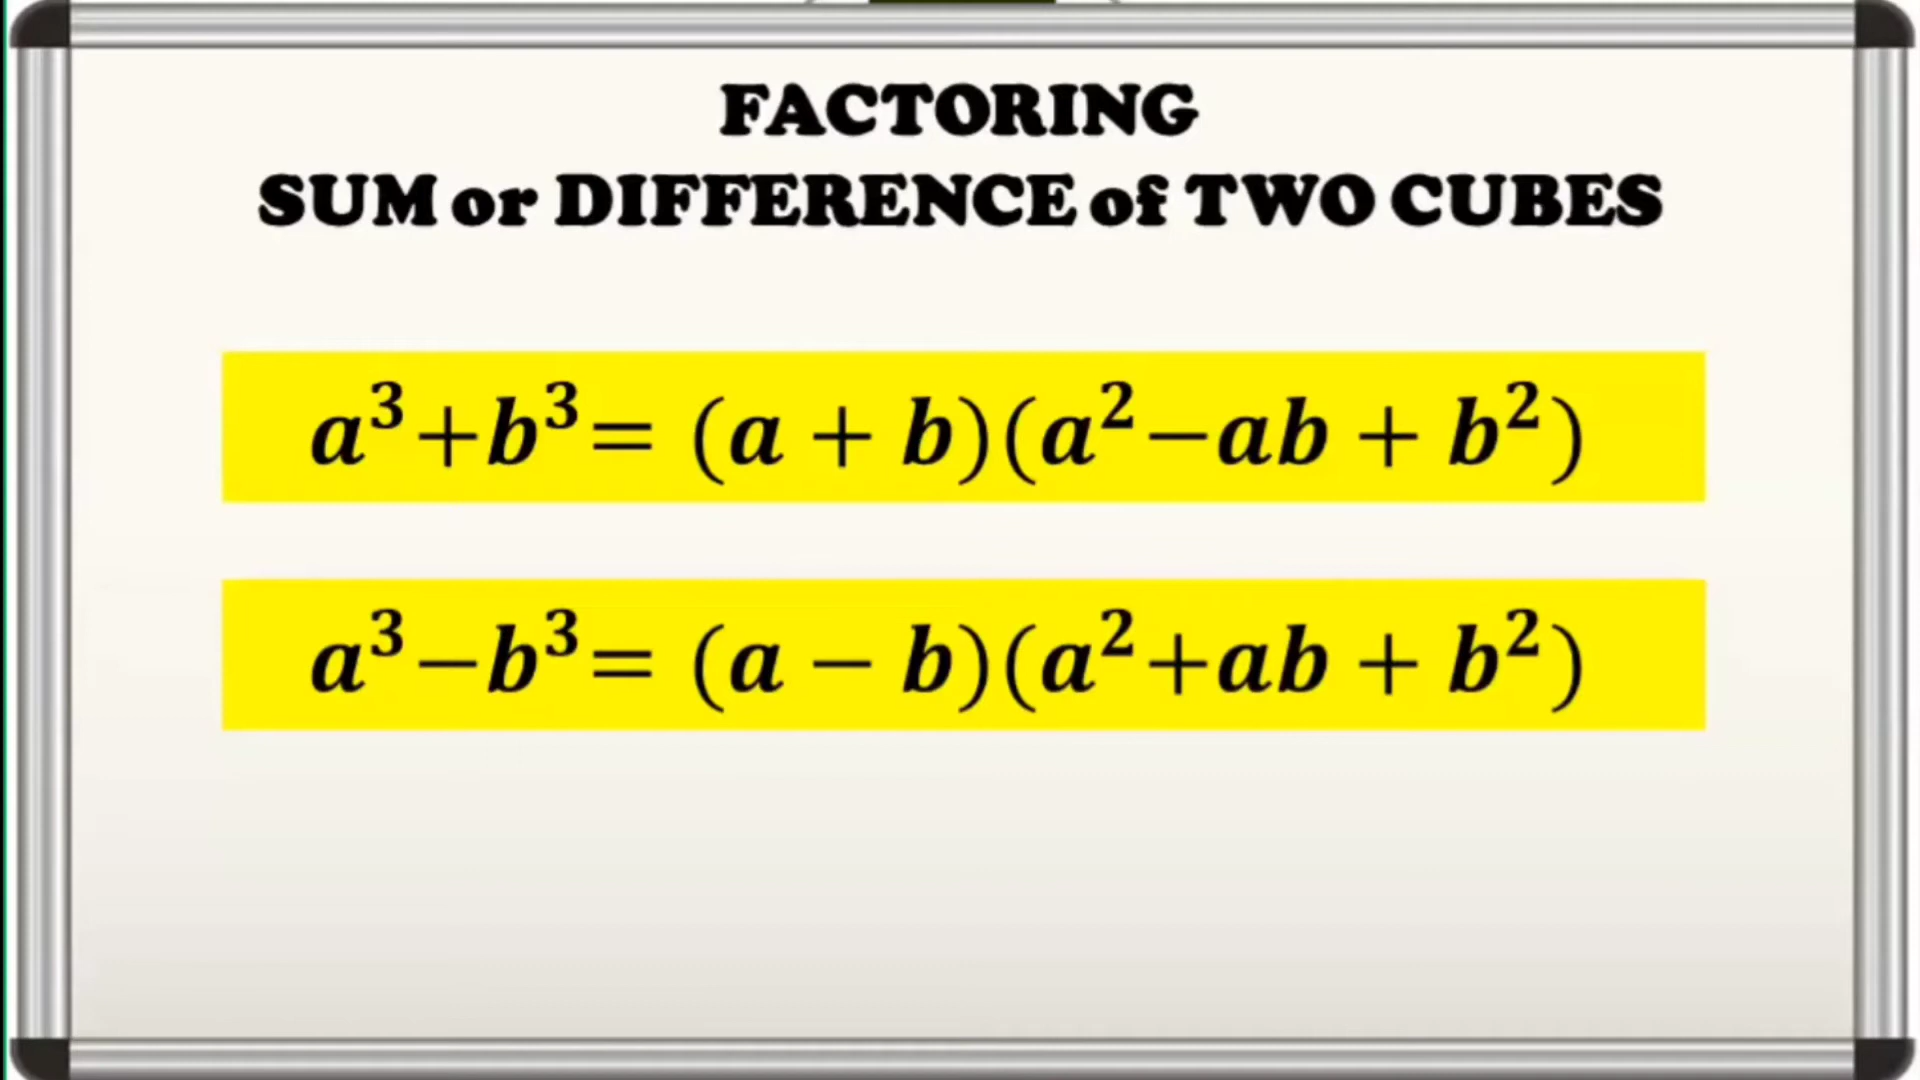 FACTORING
SUM or DIFFERENCE of TWO CUBES
a³+b³= (a + b)(a²−ab + b²)
a³−b³= (a − b)(a²+ab + b²)